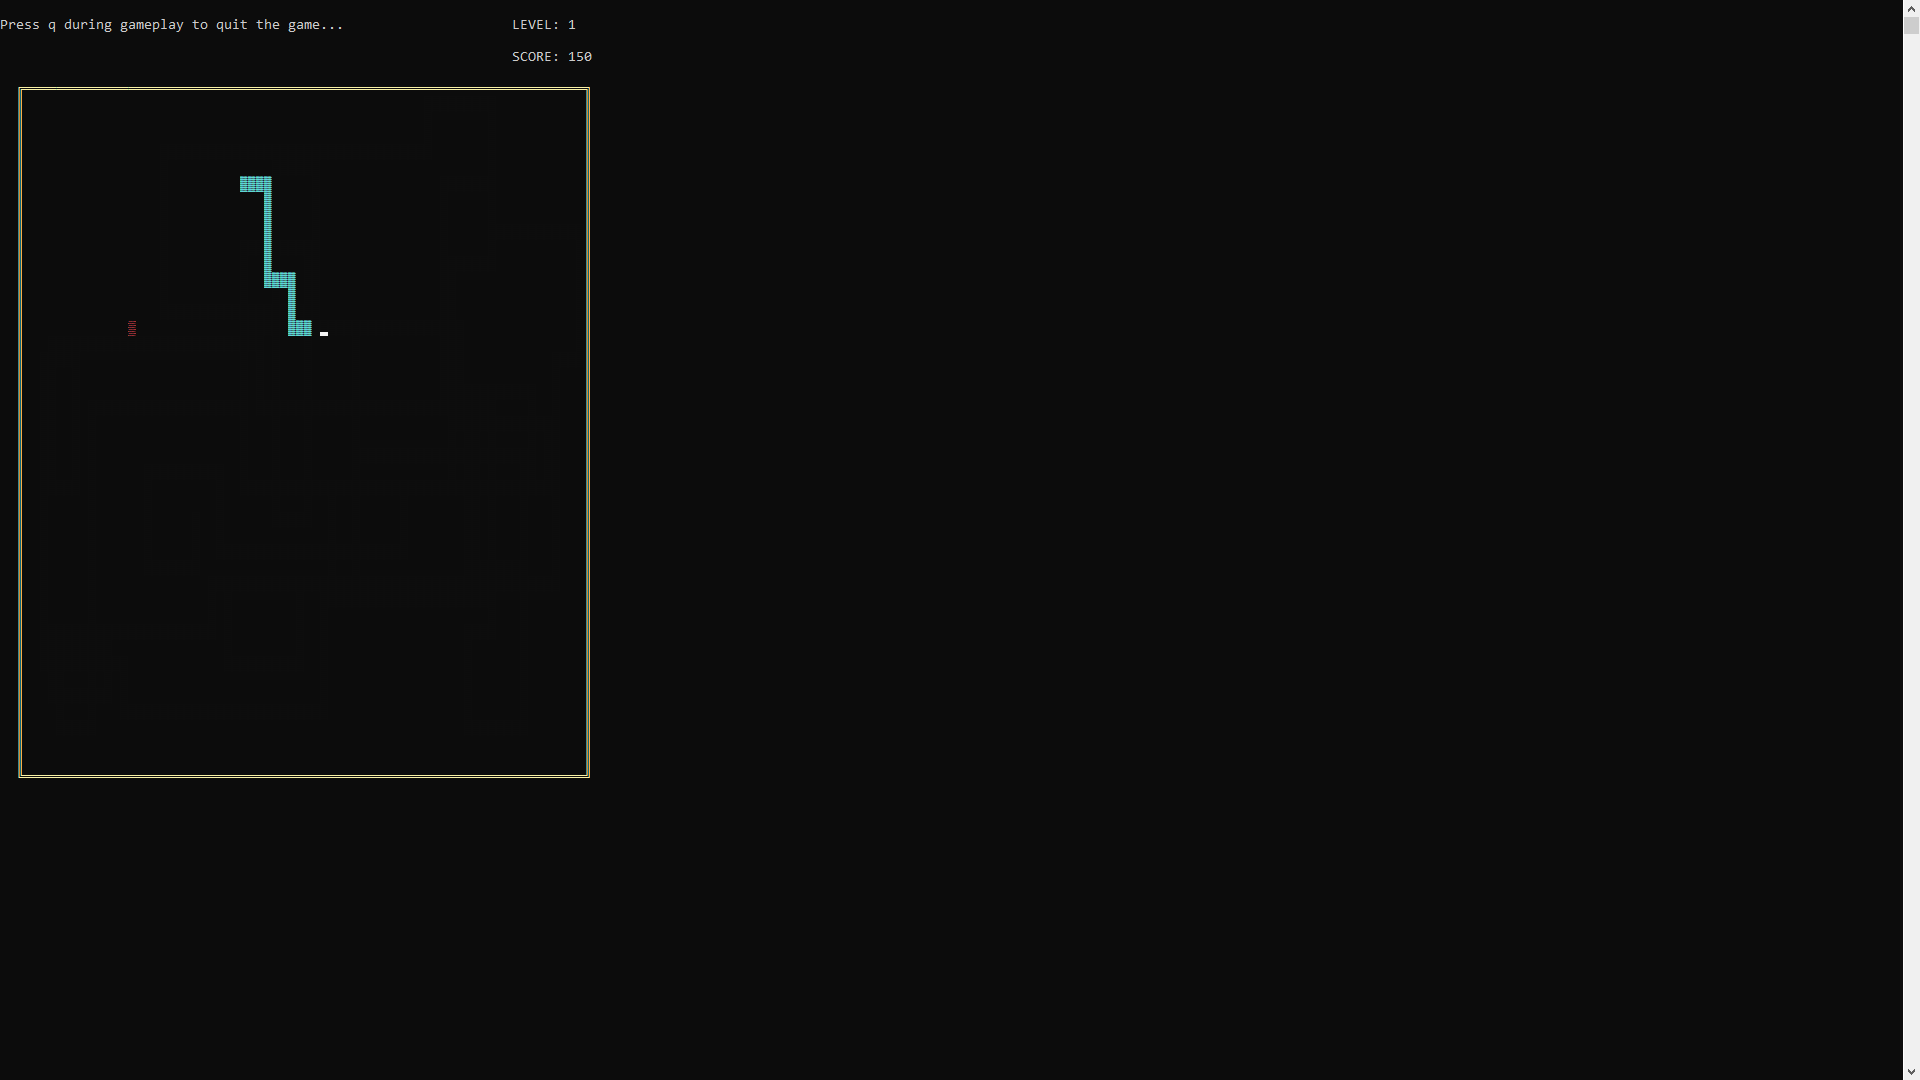 Press q during gameplay to quit the game...
LEVEL: 1
SCORE: 150